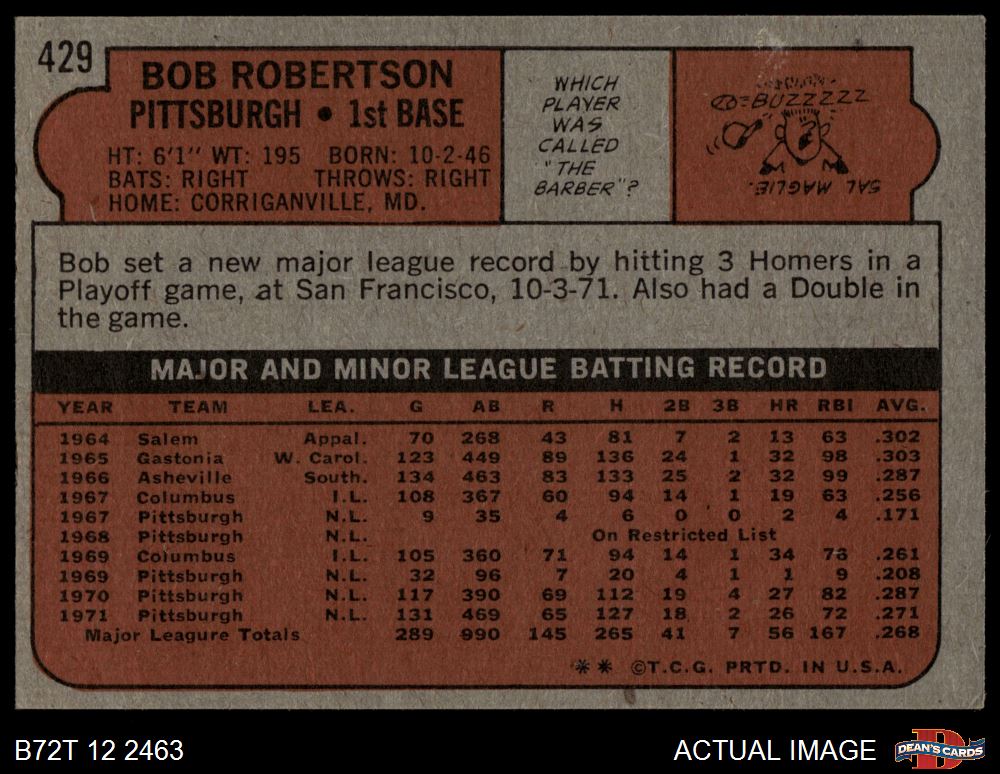 429
BOB ROBERTSON
PITTSBURGH • 1st BASE
HT: 6'1" WT: 195 BORN: 10-2-46
BATS: RIGHT THROWS: RIGHT
HOME: CORRIGANVILLE, MD.
WHICH
PLAYER
WAS
CALLED
"THE
BARBER"?
BUZZZZZ
SAL MAGLIE.
Bob set a new major league record by hitting 3 Homers in a
Playoff game, at San Francisco, 10-3-71. Also had a Double in
the game.
MAJOR AND MINOR LEAGUE BATTING RECORD
YEAR TEAM LEA. G AB R H 2B 3B HR RBI AVG.
1964 Salem Appal. 70 268 43 81 7 2 13 63 .302
1965 Gastonia W. Carol. 123 449 89 136 24 1 32 98 .303
1966 Asheville South. 134 463 83 133 25 2 32 99 .287
1967 Columbus I.L. 108 367 60 94 14 1 19 63 .256
1967 Pittsburgh N.L. 9 35 4 6 0 0 2 4 .171
1968 Pittsburgh N.L. On Restricted List
1969 Columbus I.L. 105 360 71 94 14 1 34 .261
1969 Pittsburgh N.L. 32 96 7 20 4 1 1 9 .208
1970 Pittsburgh N.L. 117 390 69 112 19 4 27 82 .287
1971 Pittsburgh N.L. 131 469 65 127 18 2 26 72 .271
Major Leagure Totals 289 990 145 265 41 7 56 167 .268
** ©T.C.G. PRTD. IN U.S.A.
B72T 12 2463
ACTUAL IMAGE
DEAN'S CARDS